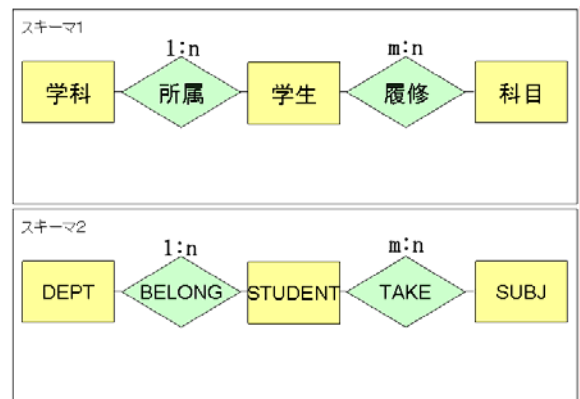 スキーマ1
1:n m:n
学科 所属 学生 履修 科目
スキーマ2
1:n m:n
DEPT BELONG STUDENT TAKE SUBJ